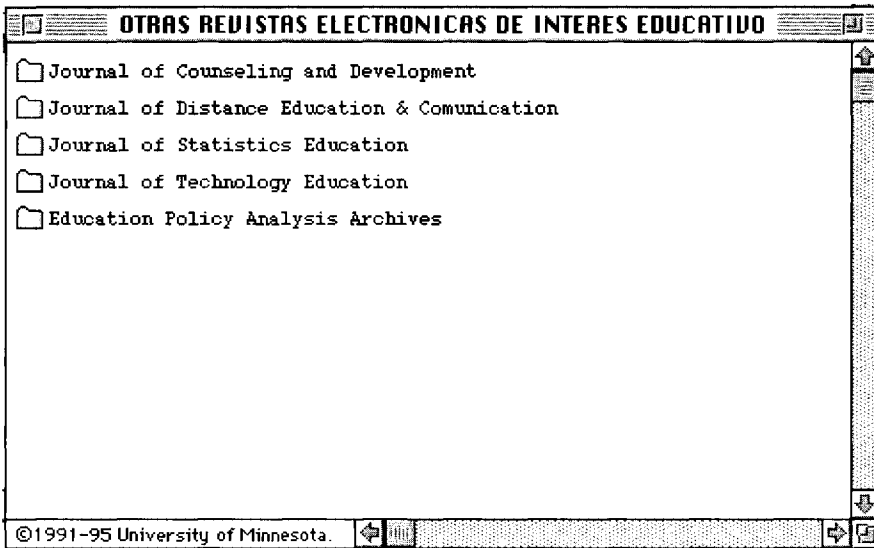 OTRAS REVISTAS ELECTRONICAS DE INTERES EDUCATIVO
Journal of Counseling and Development
Journal of Distance Education & Comunication
Journal of Statistics Education
Journal of Technology Education
Education Policy Analysis Archives
©1991-95 University of Minnesota.